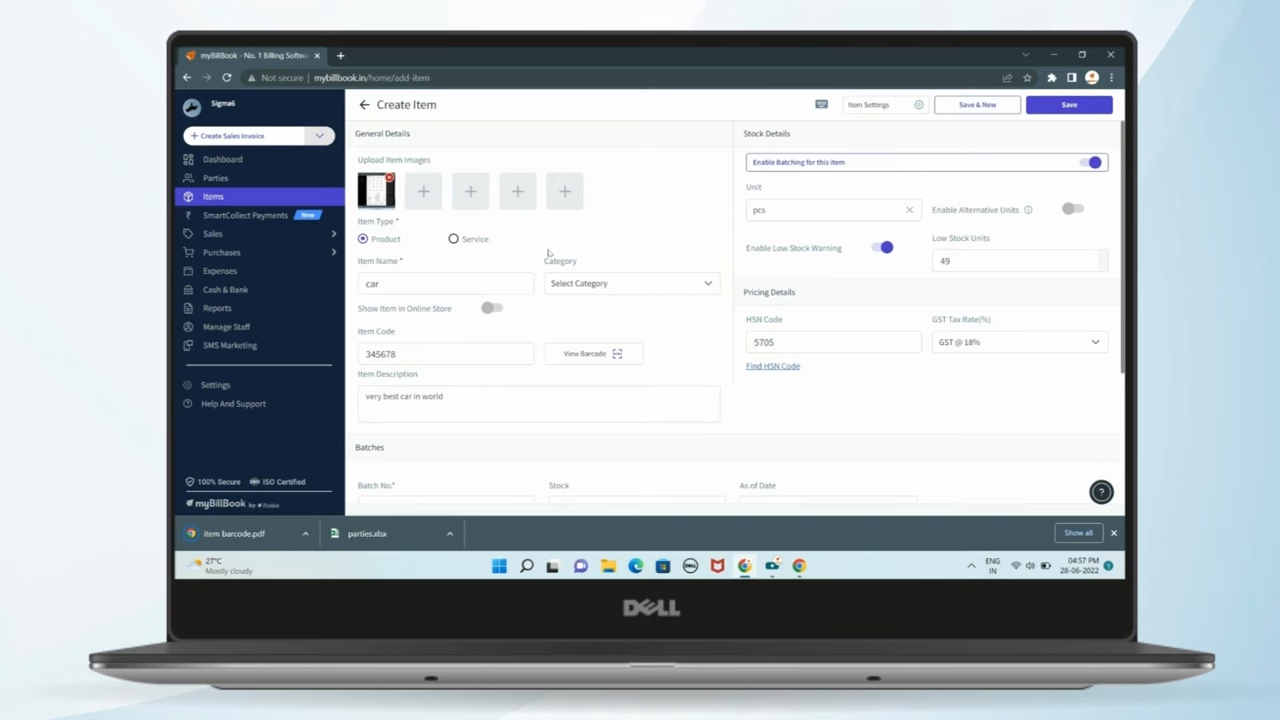 myBillBook - No. 1 Billing Softw
Not secure
mybillbook.in/home/add-item
Sigma6
+ Create Sales Invoice
Dashboard
Parties
Items
SmartCollect Payments New
Sales
Purchases
Expenses
Cash & Bank
Reports
Manage Staff
SMS Marketing
Settings
Help And Support
100% Secure
ISO Certified
myBillBook by
Create Item
Item Settings
Save & New
Save
General Details
Upload Item Images
Item Type *
Product
Service
Item Name *
Category
car
Select Category
Show Item in Online Store
Item Code
345678
View Barcode
Item Description
very best car in world
Stock Details
Enable Batching for this item
Unit
pcs
Enable Alternative Units
Enable Low Stock Warning
Low Stock Units
49
Pricing Details
HSN Code
GST Tax Rate(%)
5705
GST @ 18%
Find HSN Code
Batches
Batch No.*
Stock
As of Date
?
item barcode.pdf
parties.xlsx
Show all
27°C
Mostly cloudy
DELL
ENG
IN
04:57 PM
28-06-2022
1
DELL